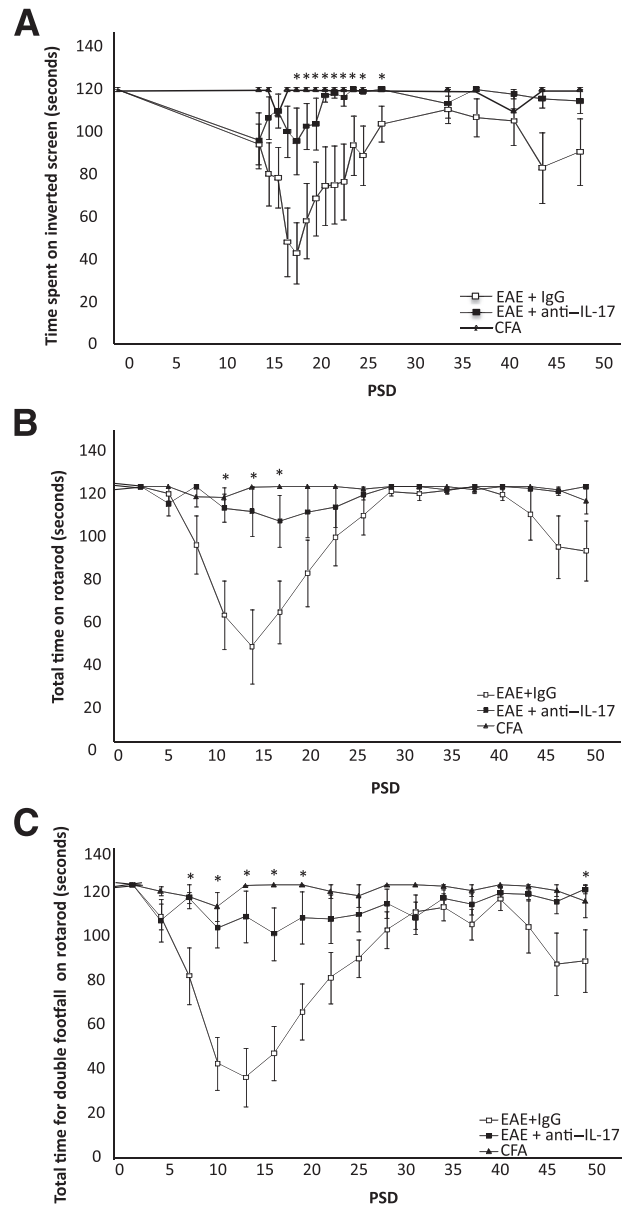 A
Time spent on inverted screen (seconds)
140
120
100
80
60
40
20
0
* * * * * * * * *
EAE + IgG
EAE + anti–IL-17
CFA
0 5 10 15 20 25 30 35 40 45 50
PSD
B
Total time on rotarod (seconds)
140
120
100
80
60
40
20
0
* * *
EAE+IgG
EAE + anti–IL-17
CFA
0 5 10 15 20 25 30 35 40 45 50
PSD
C
Total time for double footfall on rotarod (seconds)
140
120
100
80
60
40
20
0
* * * * * *
EAE+IgG
EAE + anti–IL-17
CFA
0 5 10 15 20 25 30 35 40 45 50
PSD